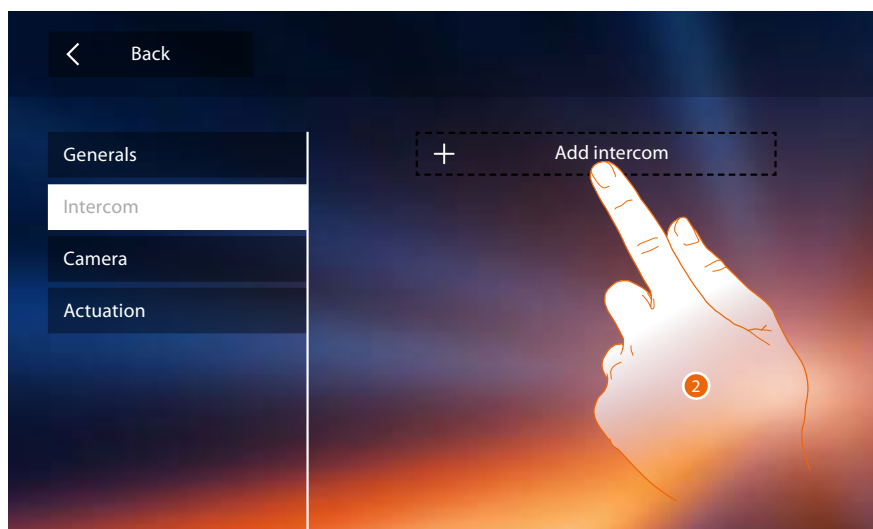 Back
Generals
Intercom
Camera
Actuation
+ Add intercom
2